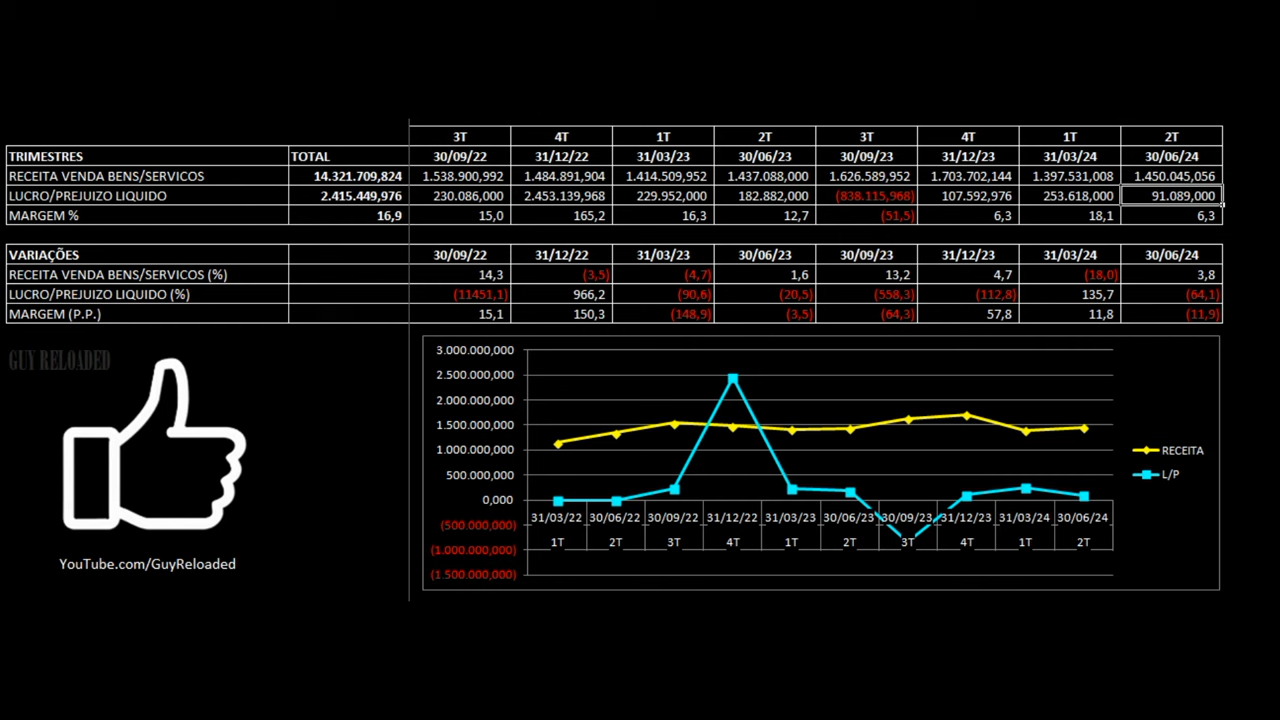 3T 4T 1T 2T 3T 4T 1T 2T
TRIMESTRES TOTAL 30/09/22 31/12/22 31/03/23 30/06/23 30/09/23 31/12/23 31/03/24 30/06/24
RECEITA VENDA BENS/SERVICOS 14.321.709,824 1.538.900,992 1.484.891,904 1.414.509,952 1.437.088,000 1.626.589,952 1.703.702,144 1.397.531,008 1.450.045,056
LUCRO/PREJUIZO LIQUIDO 2.415.449,976 230.086,000 2.453.139,968 229.952,000 182.882,000 (838.115,968) 107.592,976 253.618,000 91.089,000
MARGEM % 16,9 15,0 165,2 16,3 12,7 (51,5) 6,3 18,1 6,3
VARIAÇÕES 30/09/22 31/12/22 31/03/23 30/06/23 30/09/23 31/12/23 31/03/24 30/06/24
RECEITA VENDA BENS/SERVICOS (%) 14,3 (3,5) (4,7) 1,6 13,2 4,7 (18,0) 3,8
LUCRO/PREJUIZO LIQUIDO (%) (11451,1) 966,2 (90,6) (20,5) (558,3) (112,8) 135,7 (64,1)
MARGEM (P.P.) 15,1 150,3 (148,9) (3,5) (64,3) 57,8 11,8 (11,9)
GUY RELOADED
YouTube.com/GuyReloaded
3.000.000,000
2.500.000,000
2.000.000,000
1.500.000,000
1.000.000,000
500.000,000
0,000
(500.000,000)
(1.000.000,000)
(1.500.000,000)
31/03/22 30/06/22 30/09/22 31/12/22 31/03/23 30/06/23 30/09/23 31/12/23 31/03/24 30/06/24
1T 2T 3T 4T 1T 2T 3T 4T 1T 2T
RECEITA
L/P